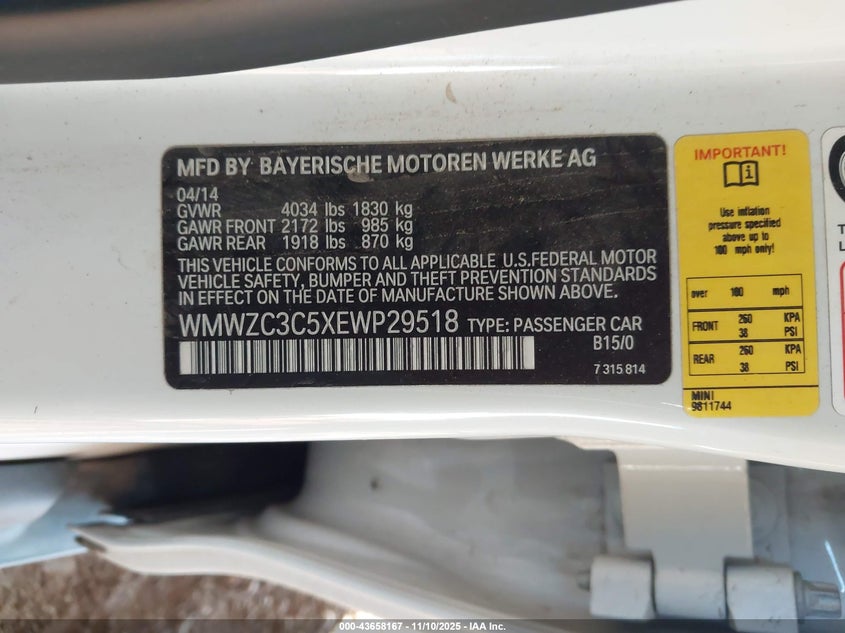 MFD BY BAYERISCHE MOTOREN WERKE AG
04/14
GVWR 4034 lbs 1830 kg
GAWR FRONT 2172 lbs 985 kg
GAWR REAR 1918 lbs 870 kg
THIS VEHICLE CONFORMS TO ALL APPLICABLE U.S.FEDERAL MOTOR
VEHICLE SAFETY, BUMPER AND THEFT PREVENTION STANDARDS
IN EFFECT ON THE DATE OF MANUFACTURE SHOWN ABOVE.
WMWZC3C5XEWP29518 TYPE: PASSENGER CAR
B15/0
7 315 814
IMPORTANT!
Use inflation
pressure specified
above up to
100 mph only!
over 100 mph
FRONT 260 KPA
38 PSI
REAR 260 KPA
38 PSI
MINI
9811744
T
L
000-43658167 — 11/10/2025 — IAA Inc.